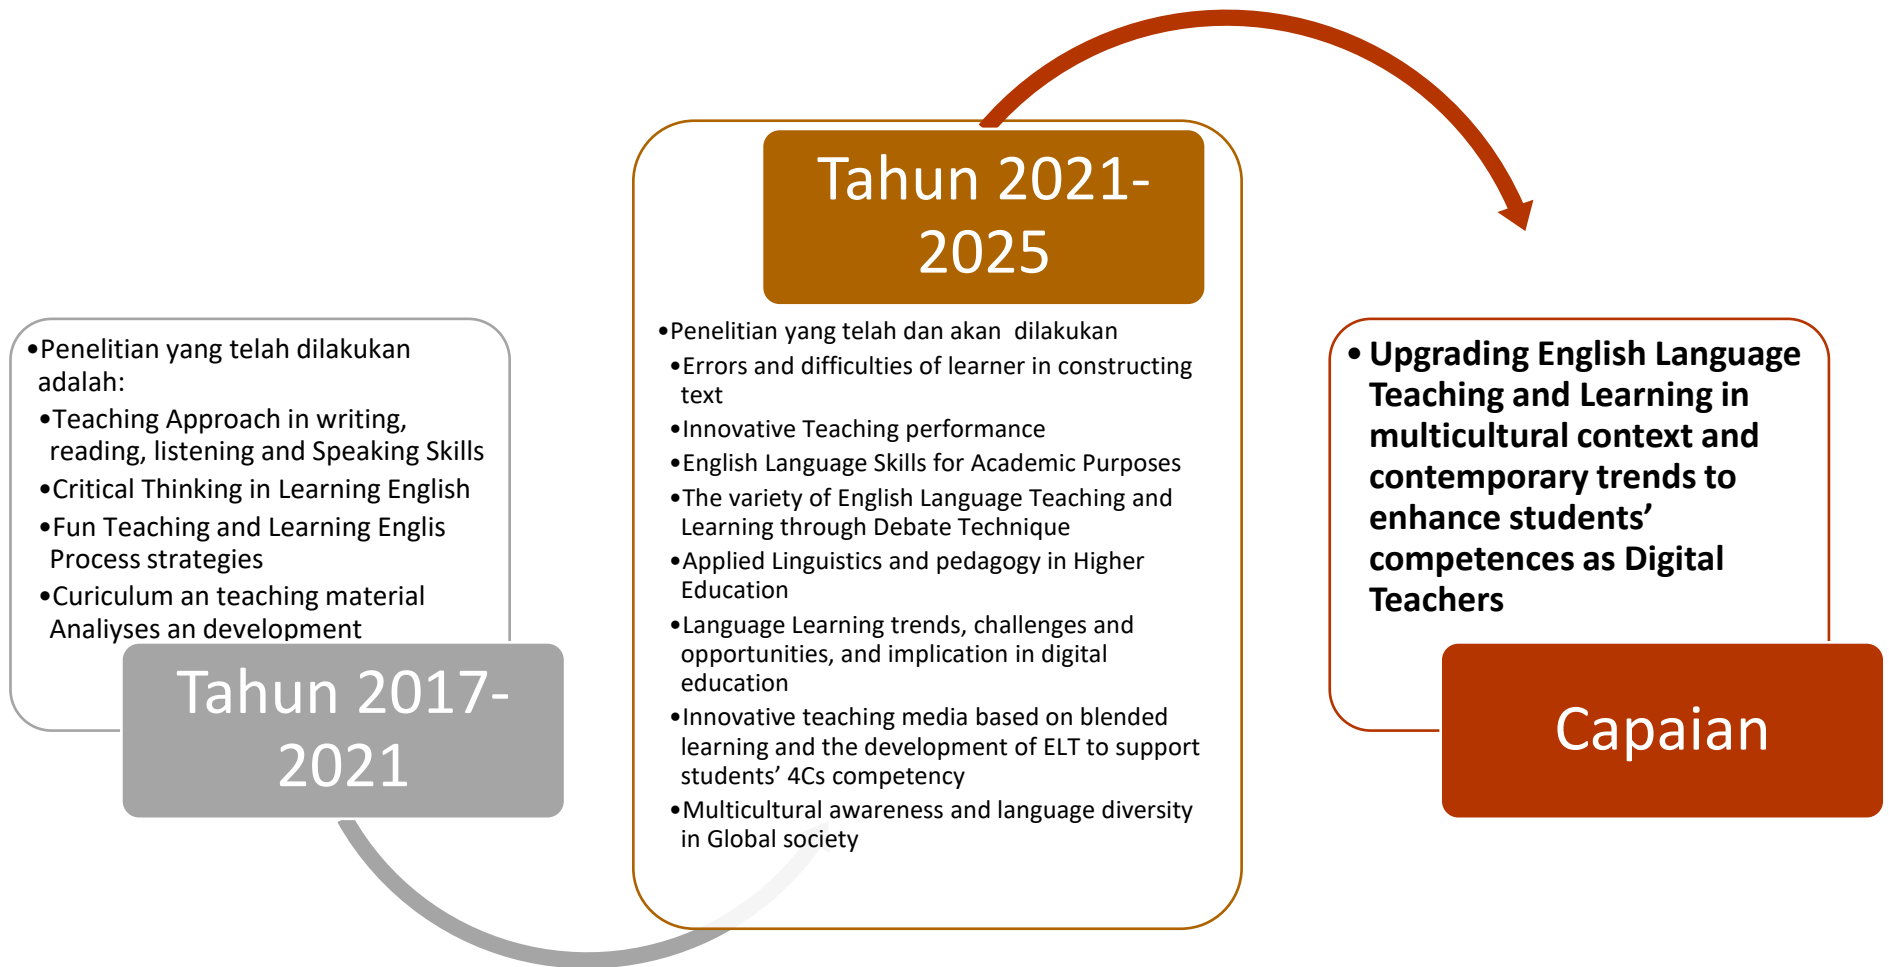 •Penelitian yang telah dilakukan
adalah:
•Teaching Approach in writing,
reading, listening and Speaking Skills
•Critical Thinking in Learning English
•Fun Teaching and Learning Englis
Process strategies
•Curiculum an teaching material
Analiyses an development
Tahun 2017-
2021
Tahun 2021-
2025
•Penelitian yang telah dan akan dilakukan
•Errors and difficulties of learner in constructing
text
•Innovative Teaching performance
•English Language Skills for Academic Purposes
•The variety of English Language Teaching and
Learning through Debate Technique
•Applied Linguistics and pedagogy in Higher
Education
•Language Learning trends, challenges and
opportunities, and implication in digital
education
•Innovative teaching media based on blended
learning and the development of ELT to support
students’ 4Cs competency
•Multicultural awareness and language diversity
in Global society
• Upgrading English Language
Teaching and Learning in
multicultural context and
contemporary trends to
enhance students’
competences as Digital
Teachers
Capaian